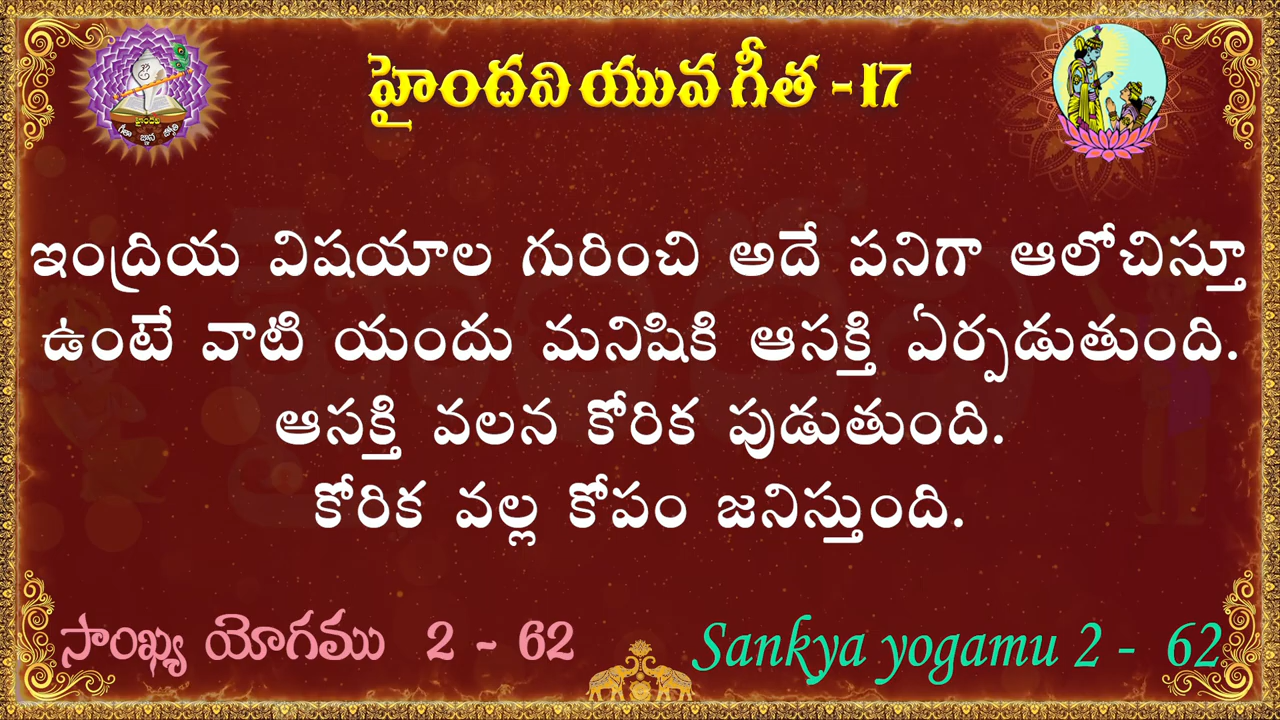 హైందవి యువ గీత - 17
హైందవి
గీతా జ్ఞాన జ్యోతి
ఇంద్రియ విషయాల గురించి అదే పనిగా ఆలోచిస్తూ
ఉంటే వాటి యందు మనిషికి ఆసక్తి ఏర్పడుతుంది.
ఆసక్తి వలన కోరిక పుడుతుంది.
కోరిక వల్ల కోపం జనిస్తుంది.
సాంఖ్య యోగము 2 - 62
Sankya yogamu 2 - 62